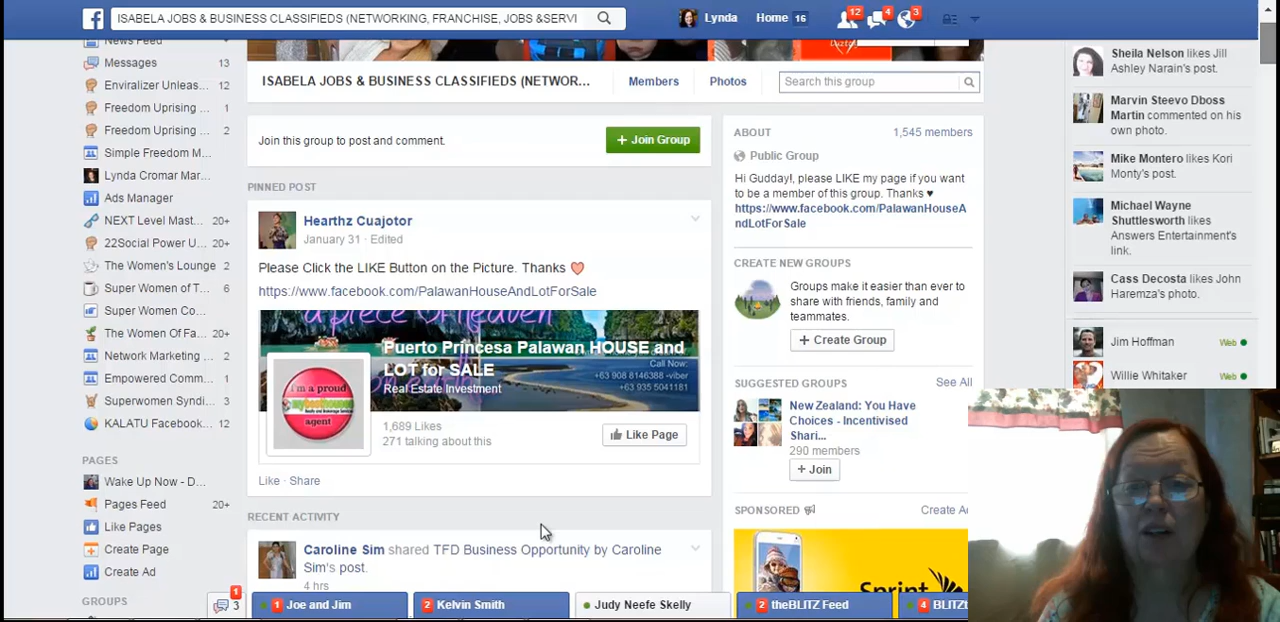 ISABELA JOBS & BUSINESS CLASSIFIEDS (NETWORKING, FRANCHISE, JOBS &SERVI
Lynda
Home 16
12
4
3
News Feed
Messages 13
Enviralizer Unleas... 12
Freedom Uprising ... 1
Freedom Uprising ... 2
Simple Freedom M...
Lynda Cromar Mar...
Ads Manager
NEXT Level Mast... 20+
22Social Power U... 20+
The Women's Lounge 2
Super Women of T... 6
Super Women Co...
The Women Of Fa... 20+
Network Marketing ... 2
Empowered Comm... 1
Superwomen Syndi... 3
KALATU Facebook... 12
PAGES
Wake Up Now - D...
Pages Feed 20+
Like Pages
Create Page
Create Ad
GROUPS
ISABELA JOBS & BUSINESS CLASSIFIEDS (NETWOR...
Members
Photos
Search this group
Join this group to post and comment.
+ Join Group
PINNED POST
Hearthz Cuajotor
January 31 · Edited
Please Click the LIKE Button on the Picture. Thanks
https://www.facebook.com/PalawanHouseAndLotForSale
a piece of heaven
Puerto Princesa Palawan HOUSE and
LOT for SALE
Real Estate Investment
Call Now:
+63 908 8146388 -viber
+63 935 5041181
I'm a proud
agent
1,689 Likes
271 talking about this
Like Page
Like · Share
RECENT ACTIVITY
Caroline Sim shared TFD Business Opportunity by Caroline
Sim's post.
4 hrs
ABOUT
1,545 members
Public Group
Hi Gudday!, please LIKE my page if you want
to be a member of this group. Thanks ♥
https://www.facebook.com/PalawanHouseA
ndLotForSale
CREATE NEW GROUPS
Groups make it easier than ever to
share with friends, family and
teammates.
+ Create Group
SUGGESTED GROUPS
See All
New Zealand: You Have
Choices - Incentivised
Shari...
290 members
+ Join
SPONSORED
Create Ad
Sprint
Sheila Nelson likes Jill
Ashley Narain's post.
Marvin Steevo Dboss
Martin commented on his
own photo.
Mike Montero likes Kori
Monty's post.
Michael Wayne
Shuttlesworth likes
Answers Entertainment's
link.
Cass Decosta likes John
Haremza's photo.
Jim Hoffman Web
Willie Whitaker Web
1
3
1 Joe and Jim
2 Kelvin Smith
Judy Neefe Skelly
2 theBLITZ Feed
4 BLITZt